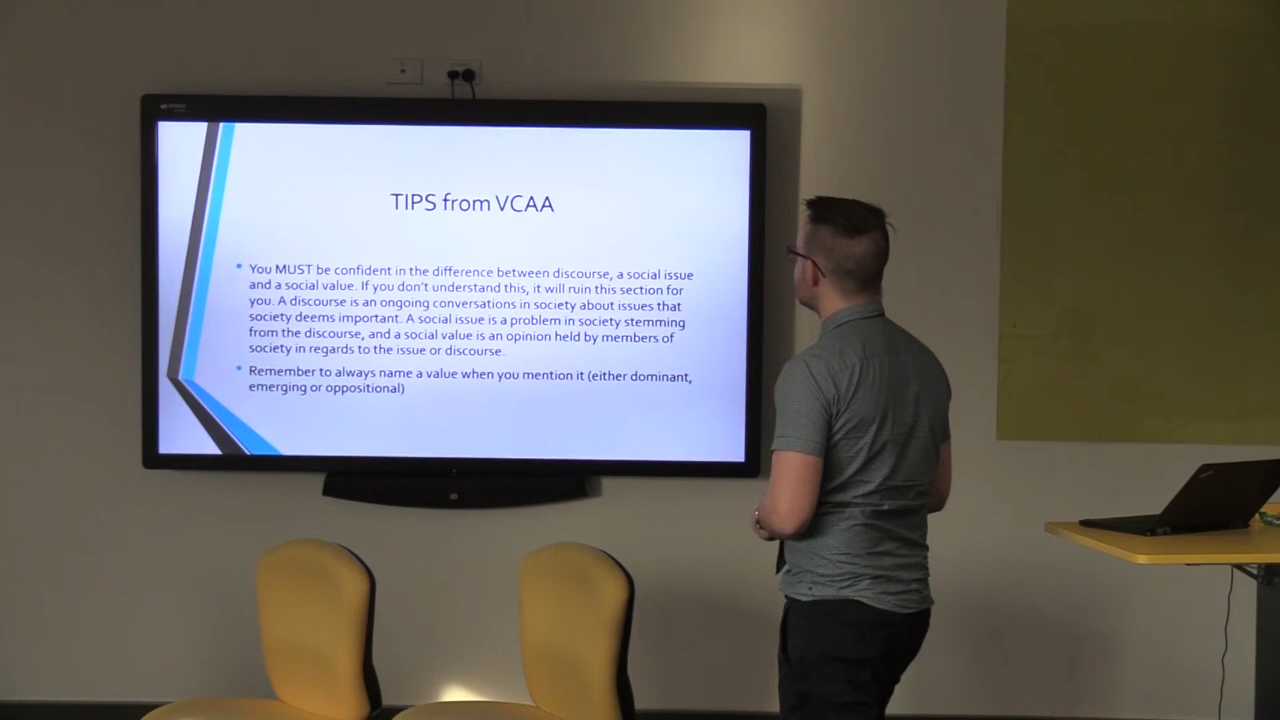 TIPS from VCAA
You MUST be confident in the difference between discourse, a social issue
and a social value. If you don't understand this, it will ruin this section for
you. A discourse is an ongoing conversations in society about issues that
society deems important. A social issue is a problem in society stemming
from the discourse, and a social value is an opinion held by members of
society in regards to the issue or discourse.
Remember to always name a value when you mention it (either dominant,
emerging or oppositional)